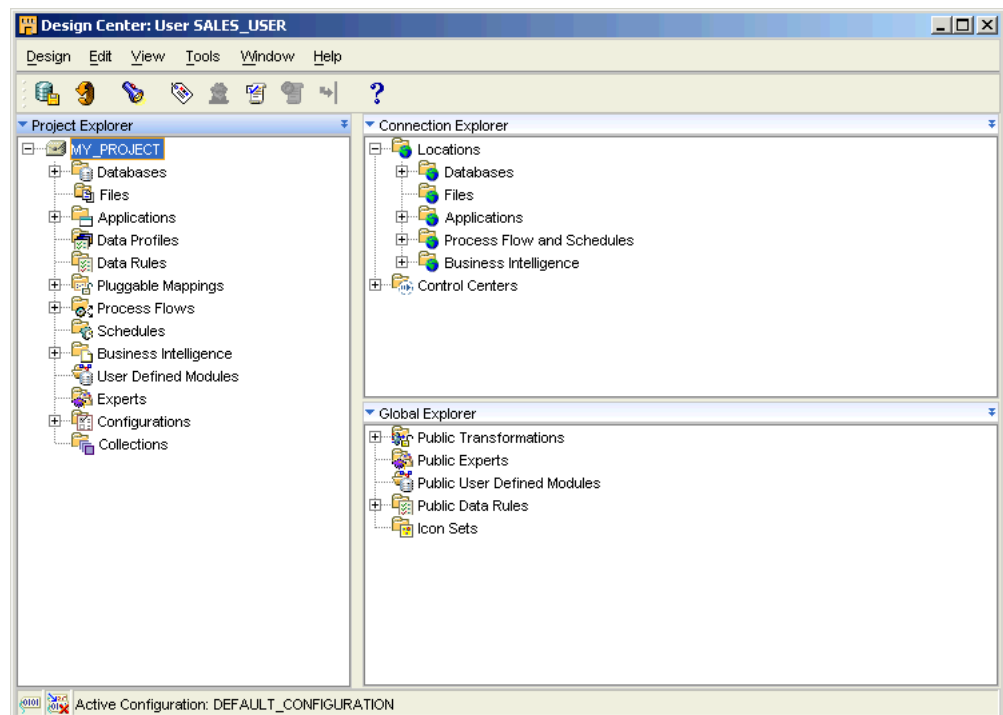 Design Center: User SALES_USER
Design Edit View Tools Window Help
?
Project Explorer
MY_PROJECT
Databases
Files
Applications
Data Profiles
Data Rules
Pluggable Mappings
Process Flows
Schedules
Business Intelligence
User Defined Modules
Experts
Configurations
Collections
Connection Explorer
Locations
Databases
Files
Applications
Process Flow and Schedules
Business Intelligence
Control Centers
Global Explorer
Public Transformations
Public Experts
Public User Defined Modules
Public Data Rules
Icon Sets
Active Configuration: DEFAULT_CONFIGURATION